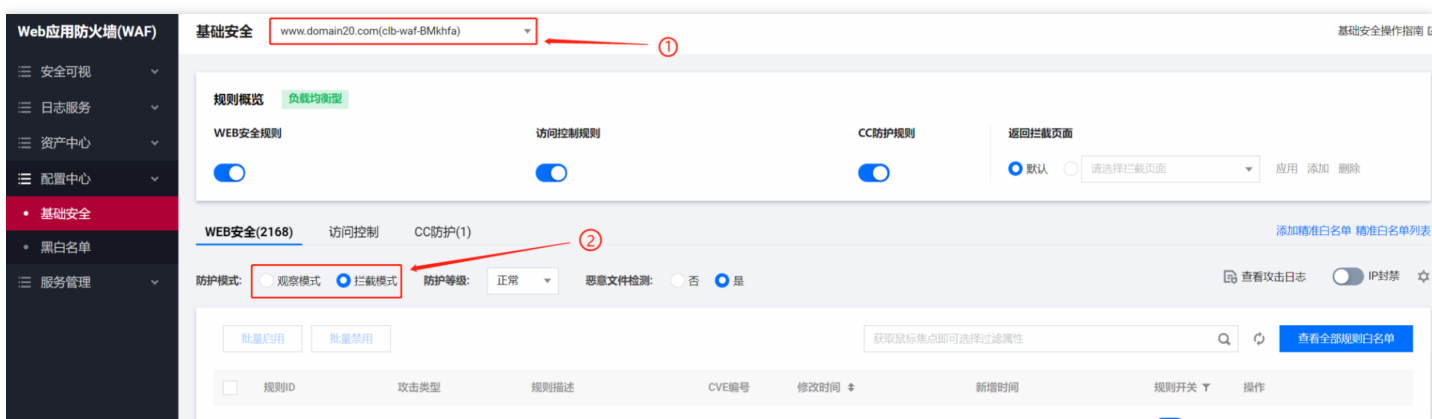 Web应用防火墙(WAF)
基础安全
www.domain20.com(clb-waf-BMkhfa)
①
基础安全操作指南
安全可视
日志服务
资产中心
配置中心
基础安全
黑白名单
服务管理
规则概览
负载均衡型
WEB安全规则
访问控制规则
CC防护规则
返回拦截页面
默认
请选择拦截页面
应用 添加 删除
WEB安全(2168) 访问控制 CC防护(1)
②
添加精准白名单 精准白名单列表
防护模式: 观察模式 拦截模式 防护等级: 正常 恶意文件检测: 否 是
查看攻击日志 IP封禁
批量启用 批量禁用
获取鼠标焦点即可选择过滤属性
查看全部规则白名单
规则ID 攻击类型 规则描述 CVE编号 修改时间 新增时间 规则开关 操作